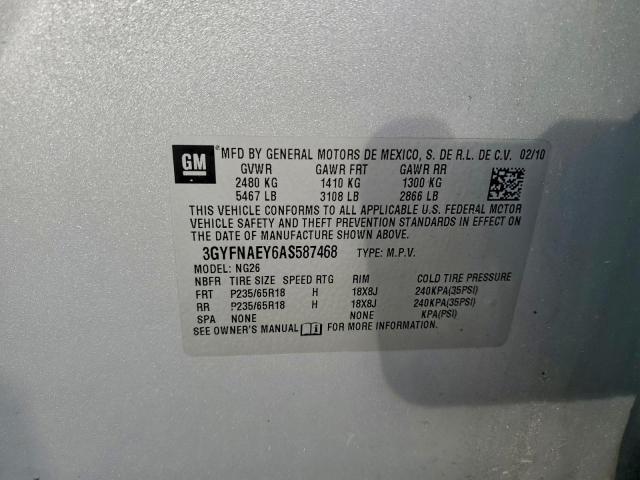 GM MFD BY GENERAL MOTORS DE MEXICO, S. DE R.L. DE C.V. 02/10
GVWR GAWR FRT GAWR RR
2480 KG 1410 KG 1300 KG
5467 LB 3108 LB 2866 LB
THIS VEHICLE CONFORMS TO ALL APPLICABLE U.S. FEDERAL MOTOR
VEHICLE SAFETY AND THEFT PREVENTION STANDARDS IN EFFECT ON
THE DATE OF MANUFACTURE SHOWN ABOVE.
3GYFNAEY6AS587468 TYPE: M.P.V.
MODEL: NG26
NBFR TIRE SIZE SPEED RTG RIM COLD TIRE PRESSURE
FRT P235/65R18 H 18X8J 240KPA(35PSI)
RR P235/65R18 H 18X8J 240KPA(35PSI)
SPA NONE NONE KPA(PSI)
SEE OWNER'S MANUAL i FOR MORE INFORMATION.